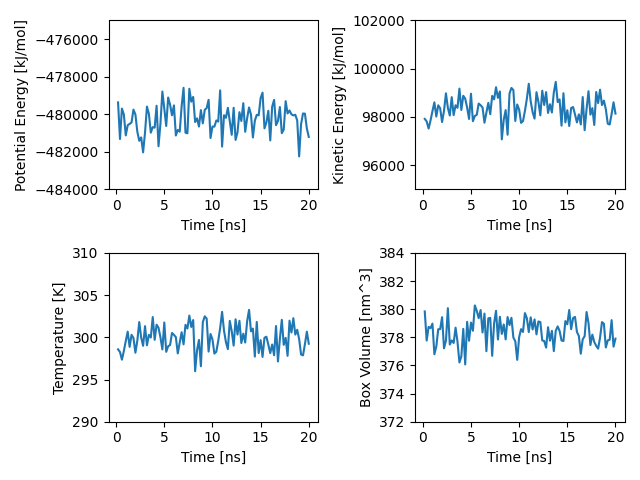 Potential Energy [kJ/mol]
−476000
−478000
−480000
−482000
−484000
0 5 10 15 20
Time [ns]
Kinetic Energy [kJ/mol]
102000
100000
98000
96000
0 5 10 15 20
Time [ns]
Temperature [K]
310
305
300
295
290
0 5 10 15 20
Time [ns]
Box Volume [nm^3]
384
382
380
378
376
374
372
0 5 10 15 20
Time [ns]